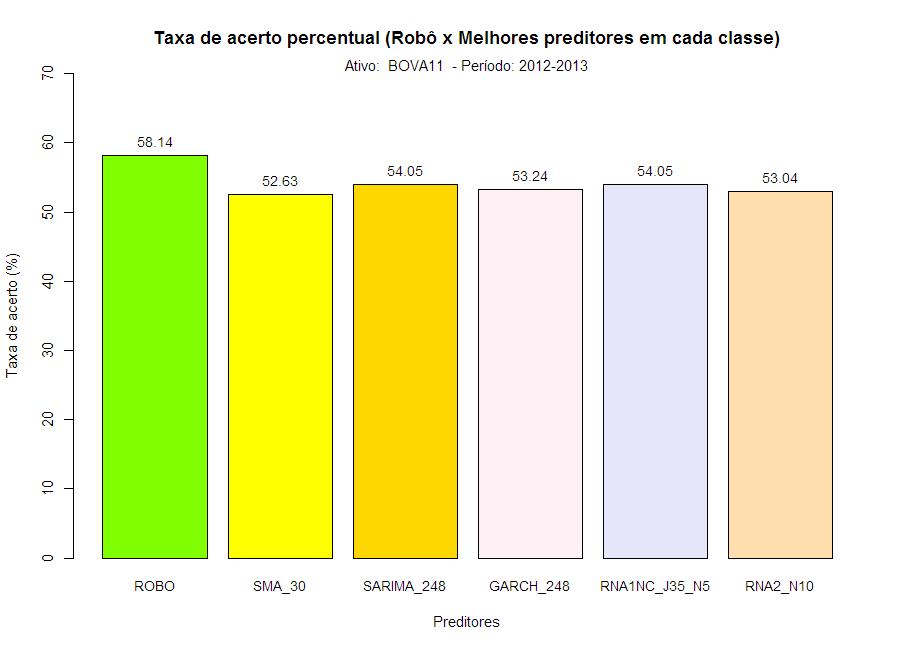 Taxa de acerto percentual (Robô x Melhores preditores em cada classe)
Ativo:  BOVA11  - Período: 2012-2013
Taxa de acerto (%)
70
60
50
40
30
20
10
0
58.14
52.63
54.05
53.24
54.05
53.04
ROBO
SMA_30
SARIMA_248
GARCH_248
RNA1NC_J35_N5
RNA2_N10
Preditores